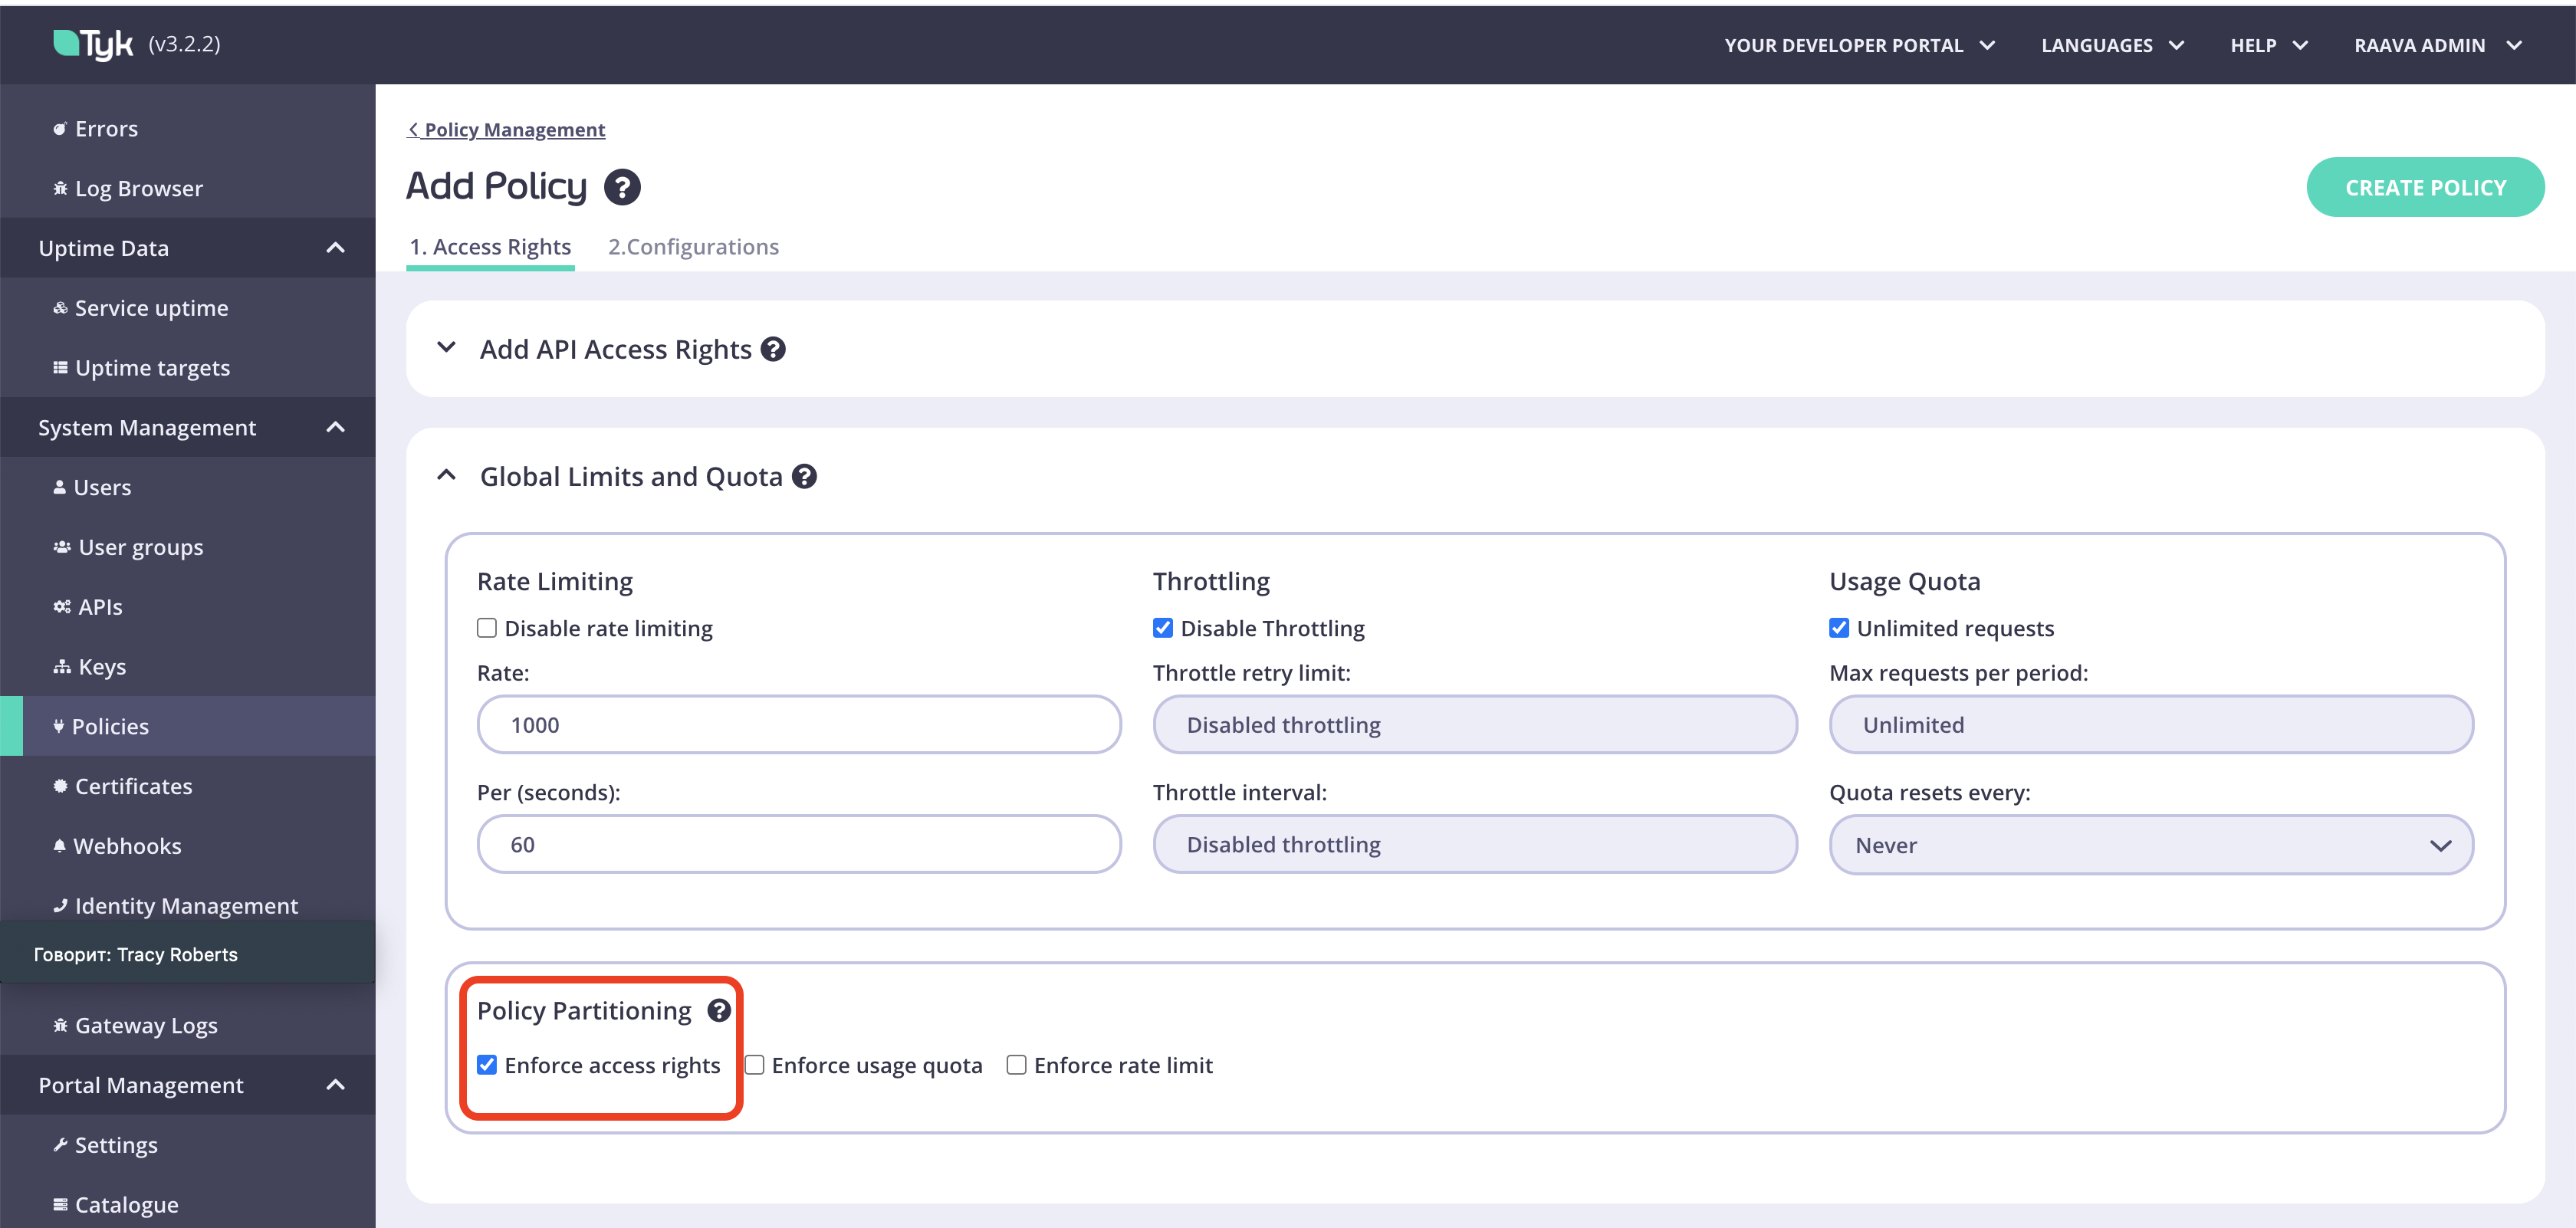 Tyk (v3.2.2)
YOUR DEVELOPER PORTAL
LANGUAGES
HELP
RAAVA ADMIN
Errors
Log Browser
Uptime Data
Service uptime
Uptime targets
System Management
Users
User groups
APIs
Keys
Policies
Certificates
Webhooks
Identity Management
Говорит: Tracy Roberts
Gateway Logs
Portal Management
Settings
Catalogue
Policy Management
Add Policy ?
CREATE POLICY
1. Access Rights
2.Configurations
Add API Access Rights ?
Global Limits and Quota ?
Rate Limiting
Disable rate limiting
Rate:
1000
Per (seconds):
60
Throttling
Disable Throttling
Throttle retry limit:
Disabled throttling
Throttle interval:
Disabled throttling
Usage Quota
Unlimited requests
Max requests per period:
Unlimited
Quota resets every:
Never
Policy Partitioning ?
Enforce access rights
Enforce usage quota
Enforce rate limit